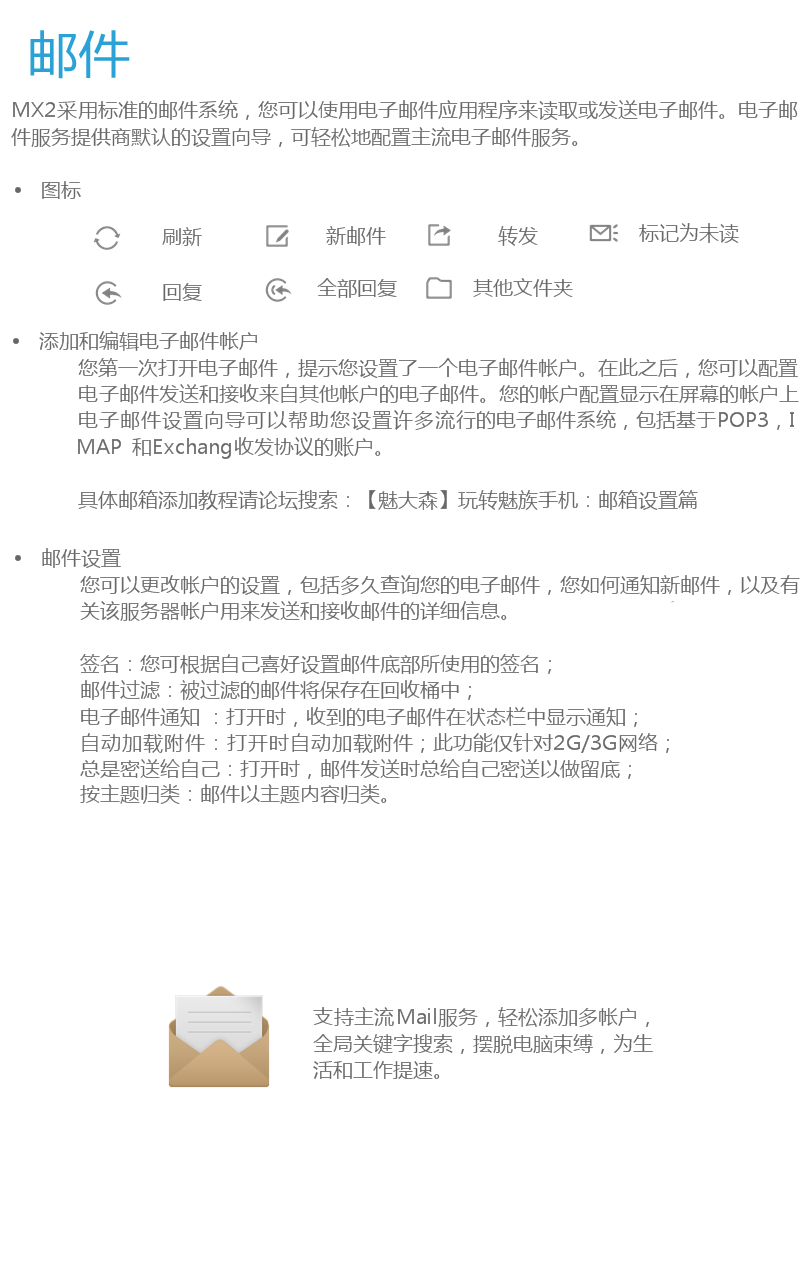 邮件
MX2采用标准的邮件系统，您可以使用电子邮件应用程序来读取或发送电子邮件。电子邮
件服务提供商默认的设置向导，可轻松地配置主流电子邮件服务。
• 图标
刷新 新邮件 转发 标记为未读
回复 全部回复 其他文件夹
• 添加和编辑电子邮件帐户
您第一次打开电子邮件，提示您设置了一个电子邮件帐户。在此之后，您可以配置
电子邮件发送和接收来自其他帐户的电子邮件。您的帐户配置显示在屏幕的帐户上
电子邮件设置向导可以帮助您设置许多流行的电子邮件系统，包括基于POP3，I
MAP 和Exchang收发协议的账户。
具体邮箱添加教程请论坛搜索：【魅大森】玩转魅族手机：邮箱设置篇
• 邮件设置
您可以更改帐户的设置，包括多久查询您的电子邮件，您如何通知新邮件，以及有
关该服务器帐户用来发送和接收邮件的详细信息。
签名：您可根据自己喜好设置邮件底部所使用的签名；
邮件过滤：被过滤的邮件将保存在回收桶中；
电子邮件通知 ：打开时，收到的电子邮件在状态栏中显示通知；
自动加载附件：打开时自动加载附件；此功能仅针对2G/3G网络；
总是密送给自己：打开时，邮件发送时总给自己密送以做留底；
按主题归类：邮件以主题内容归类。
支持主流Mail服务，轻松添加多帐户，
全局关键字搜索，摆脱电脑束缚，为生
活和工作提速。